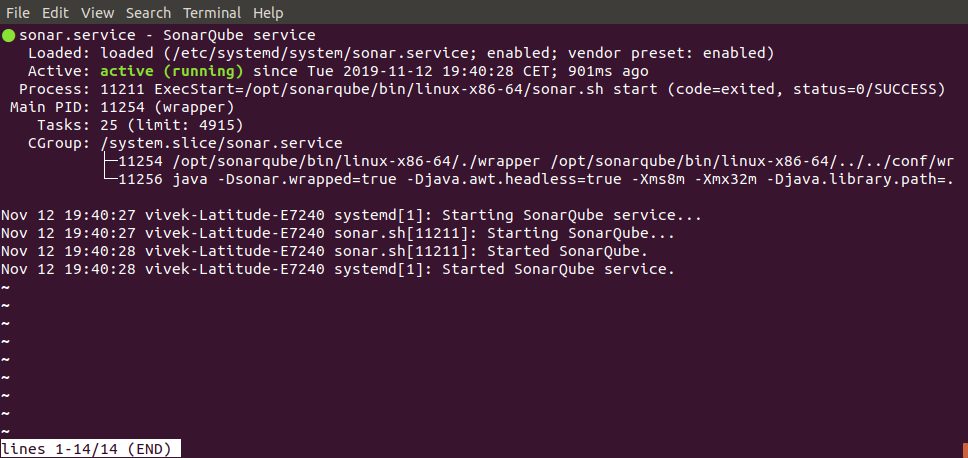 File Edit View Search Terminal Help
● sonar.service - SonarQube service
   Loaded: loaded (/etc/systemd/system/sonar.service; enabled; vendor preset: enabled)
   Active: active (running) since Tue 2019-11-12 19:40:28 CET; 901ms ago
  Process: 11211 ExecStart=/opt/sonarqube/bin/linux-x86-64/sonar.sh start (code=exited, status=0/SUCCESS)
 Main PID: 11254 (wrapper)
    Tasks: 25 (limit: 4915)
   CGroup: /system.slice/sonar.service
           ├─11254 /opt/sonarqube/bin/linux-x86-64/./wrapper /opt/sonarqube/bin/linux-x86-64/../../conf/wr
           └─11256 java -Dsonar.wrapped=true -Djava.awt.headless=true -Xms8m -Xmx32m -Djava.library.path=.

Nov 12 19:40:27 vivek-Latitude-E7240 systemd[1]: Starting SonarQube service...
Nov 12 19:40:27 vivek-Latitude-E7240 sonar.sh[11211]: Starting SonarQube...
Nov 12 19:40:28 vivek-Latitude-E7240 sonar.sh[11211]: Started SonarQube.
Nov 12 19:40:28 vivek-Latitude-E7240 systemd[1]: Started SonarQube service.
~
~
~
~
~
~
~
~
~
lines 1-14/14 (END)